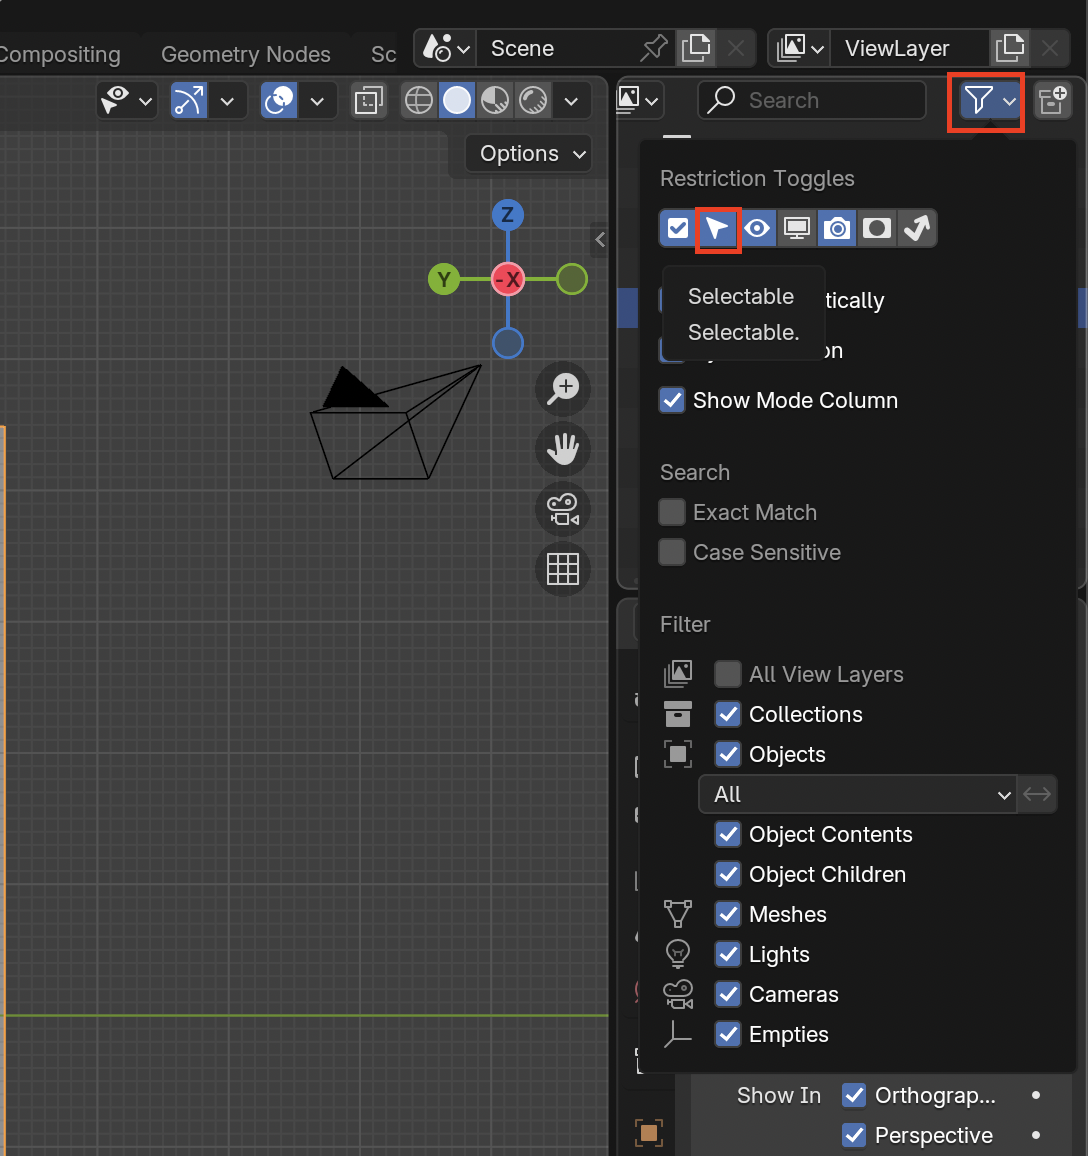 Compositing Geometry Nodes Sc Scene ViewLayer
Search
Options
Restriction Toggles
Z
Y -X
Selectable tically
Selectable. on
Show Mode Column
Search
Exact Match
Case Sensitive
Filter
All View Layers
Collections
Objects
All
Object Contents
Object Children
Meshes
Lights
Cameras
Empties
Show In Orthograp...
Perspective